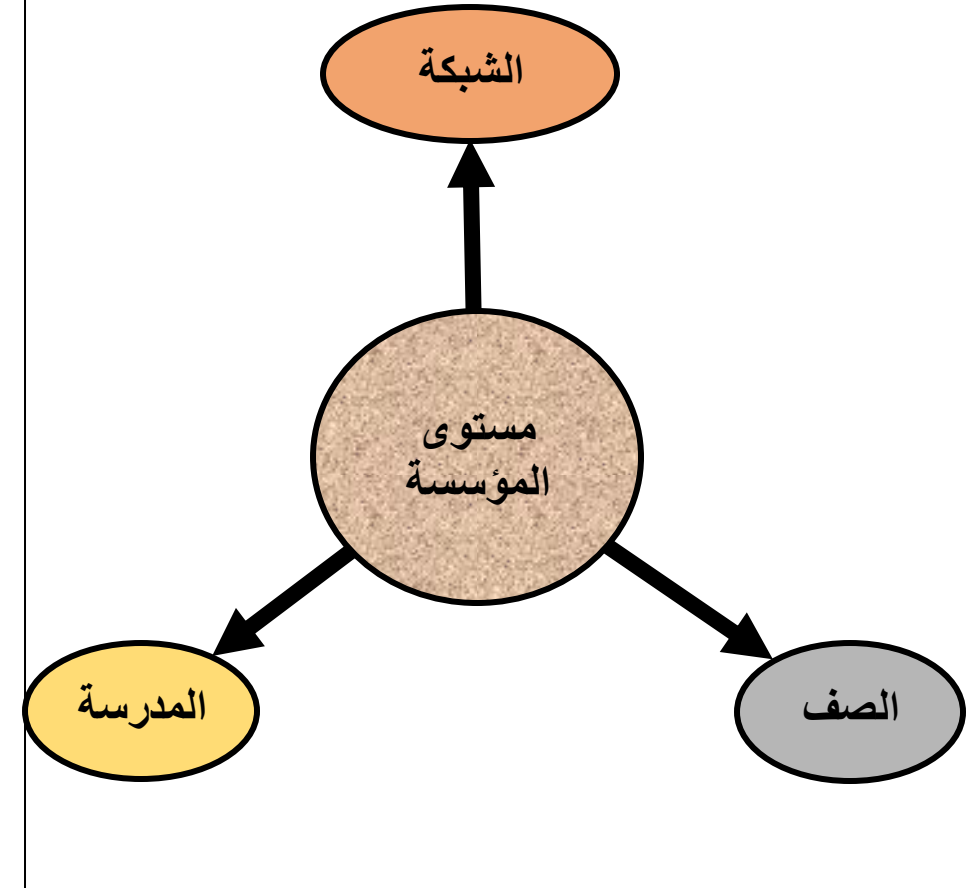 الشبكة
مستوى
المؤسسة
الصف
المدرسة